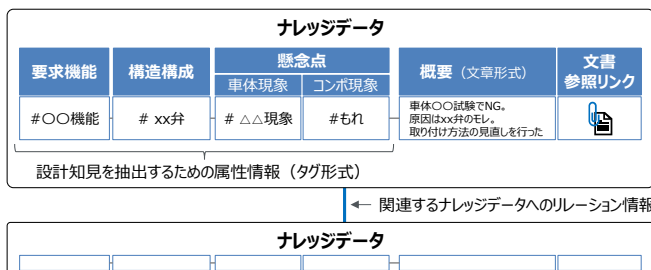 ナレッジデータ
要求機能
構造構成
懸念点
車体現象
コンポ現象
概要（文章形式）
文書
参照リンク
#〇〇機能
# xx弁
# △△現象
#もれ
車体〇〇試験でNG。
原因はxx弁のモレ。
取り付け方法の見直しを行った
設計知見を抽出するための属性情報（タグ形式）
← 関連するナレッジデータへのリレーション情報
ナレッジデータ